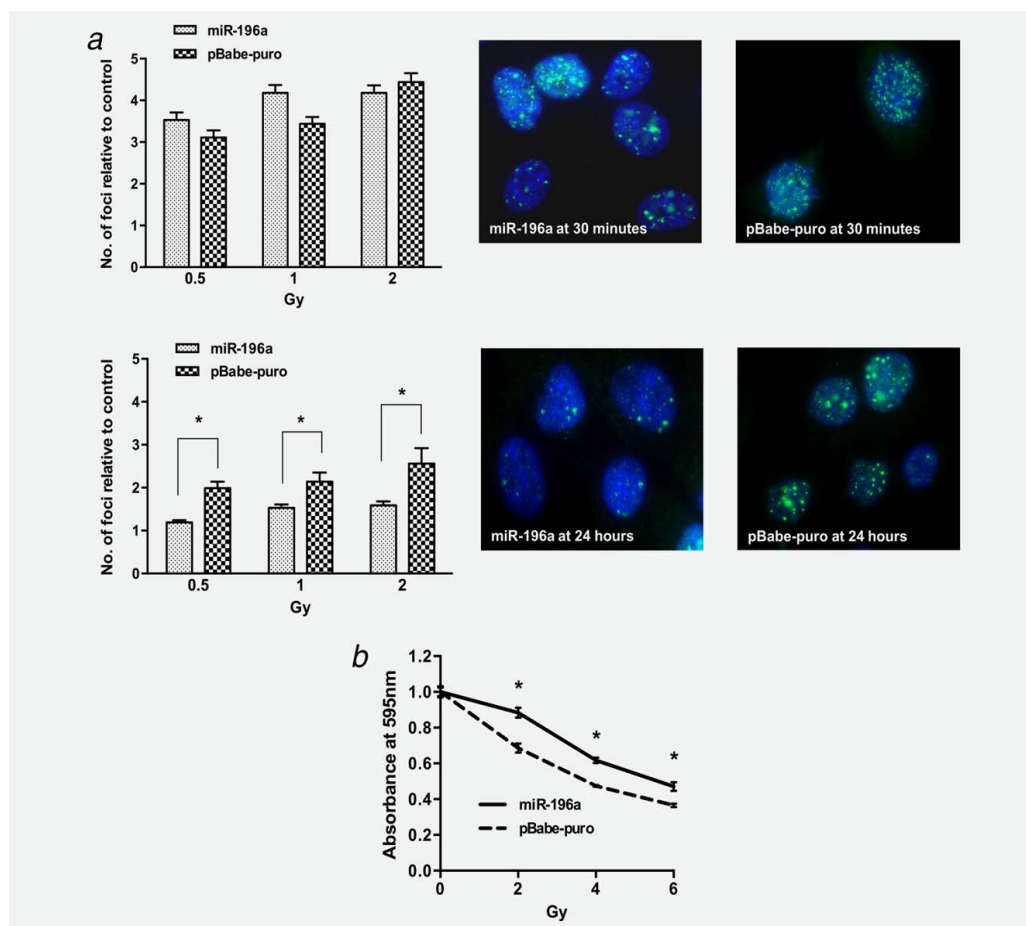 a
miR-196a
pBabe-puro
No. of foci relative to control
5
4
3
2
1
0
0.5 1 2
Gy
miR-196a at 30 minutes
pBabe-puro at 30 minutes
miR-196a
pBabe-puro
No. of foci relative to control
5
4
3
2
1
0
* * *
0.5 1 2
Gy
miR-196a at 24 hours
pBabe-puro at 24 hours
b
Absorbance at 595nm
1.2
1.0
0.8
0.6
0.4
0.2
0.0
* * *
miR-196a
pBabe-puro
0 2 4 6
Gy